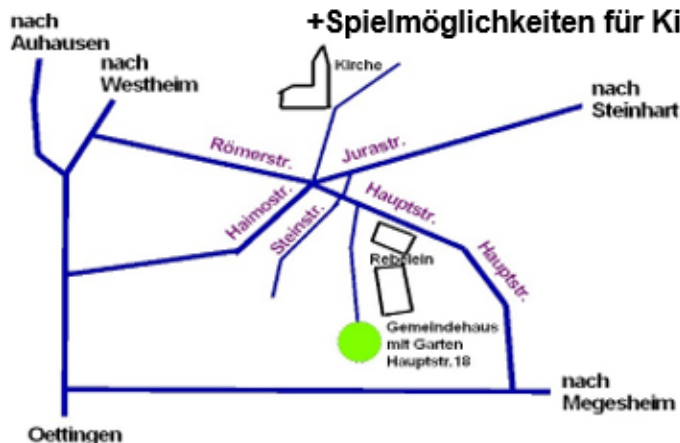 +Spielmöglichkeiten für Ki
nach
Auhausen
nach
Westheim
Kirche
nach
Steinhart
Römerstr.
Jurastr.
Haimostr.
Steinstr.
Hauptstr.
Hauptstr.
Rebelein
Gemeindehaus
mit Garten
Hauptstr. 18
nach
Megesheim
Oettingen